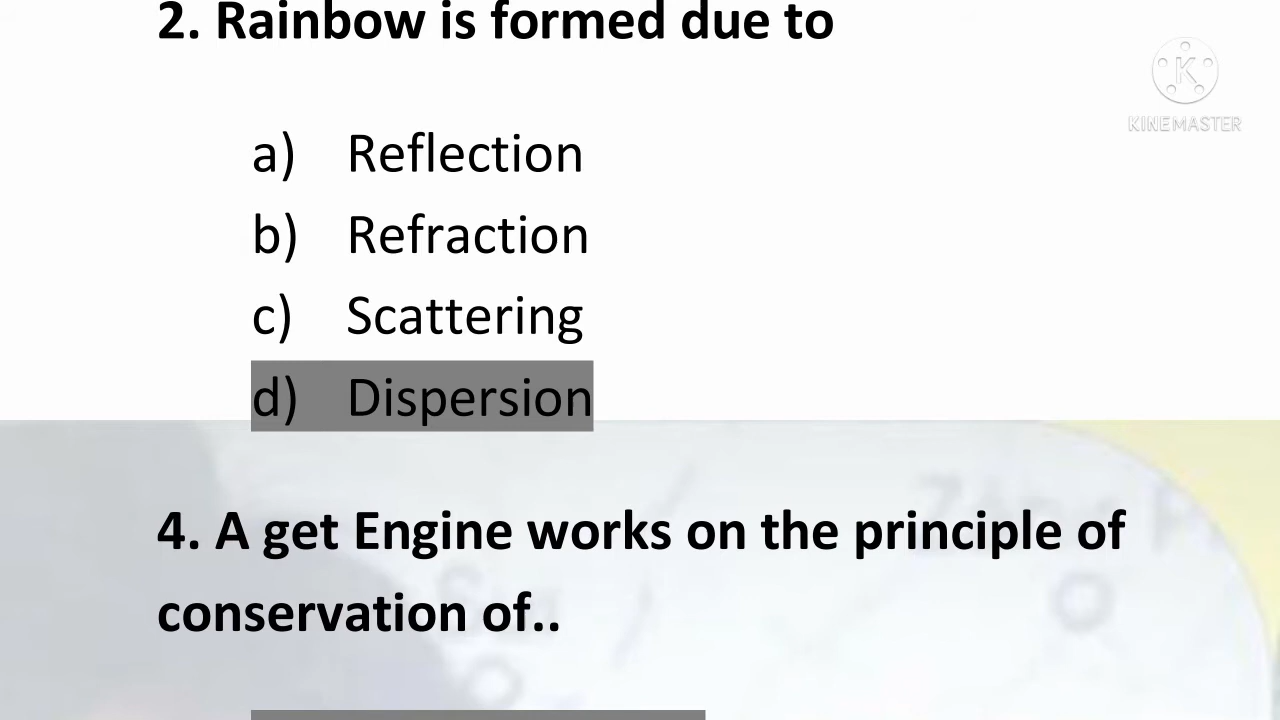 2. Rainbow is formed due to
KINEMASTER
a) Reflection
b) Refraction
c) Scattering
d) Dispersion
4. A get Engine works on the principle of
conservation of..